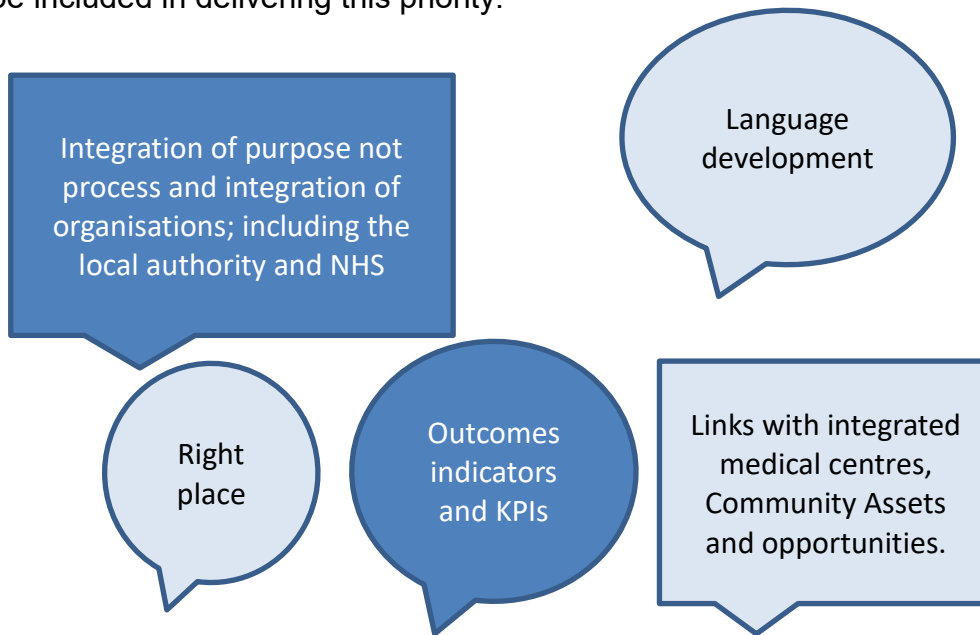 be included in delivering this priority.
Integration of purpose not
process and integration of
organisations; including the
local authority and NHS
Language
development
Right
place
Outcomes
indicators
and KPIs
Links with integrated
medical centres,
Community Assets
and opportunities.